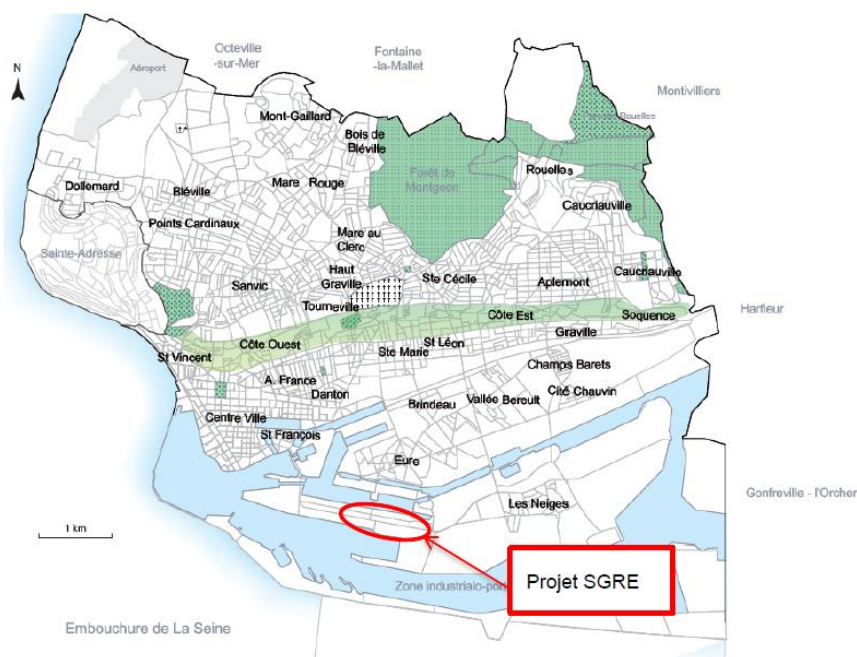 Octeville
-sur-Mer
Fontaine
-la-Mallet
N
Aéroport
Montivilliers
Mont-Gaillard
Rouelles
Bois de
Bléville
Forêt de
Montgeon
Rouelles
Dollemard
Bléville
Mare Rouge
Caucriauville
Points Cardinaux
Mare au
Clerc
Sainte-Adresse
Haut
Graville
Ste Cécile
Caucriauville
Sanvic
Aplemont
Tourneville
Côte Est
Soquence
Harfleur
Côte Ouest
Graville
St Vincent
St Léon
Ste Marie
Champs Barets
A. France
Danton
Vallée Bereult
Cité Chauvin
Brindeau
Centre Ville
St François
Eure
Les Neiges
Gonfreville - l'Orcher
1 km
Projet SGRE
Zone industrialo-por
Embouchure de La Seine